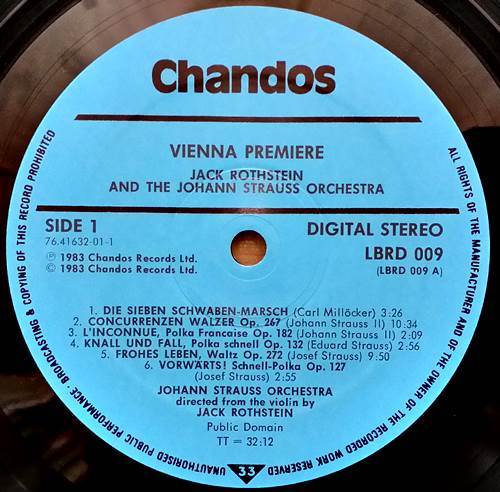 Chandos
VIENNA PREMIERE
JACK ROTHSTEIN
AND THE JOHANN STRAUSS ORCHESTRA
SIDE 1
76.41632-01-1
Ⓟ 1983 Chandos Records Ltd.
© 1983 Chandos Records Ltd.
DIGITAL STEREO
LBRD 009
(LBRD 009 A)
1. DIE SIEBEN SCHWABEN-MARSCH (Carl Millöcker) 3:26
2. CONCURRENZEN WALZER Op. 267 (Johann Strauss II) 10:34
3. L'INCONNUE, Polka Francaise Op. 182 (Johann Strauss II) 2:09
4. KNALL UND FALL, Polka schnell Op. 132 (Eduard Strauss) 2:56
5. FROHES LEBEN, Waltz Op. 272 (Josef Strauss) 9:50
6. VORWÄRTS! Schnell-Polka Op. 127
(Josef Strauss) 2:55
JOHANN STRAUSS ORCHESTRA
directed from the violin by
JACK ROTHSTEIN
Public Domain
TT = 32:12
33
ALL RIGHTS OF THE MANUFACTURER AND OF THE OWNER OF THE RECORDED WORK RESERVED
UNAUTHORISED PUBLIC PERFORMANCE: BROADCASTING & COPYING OF THIS RECORD PROHIBITED